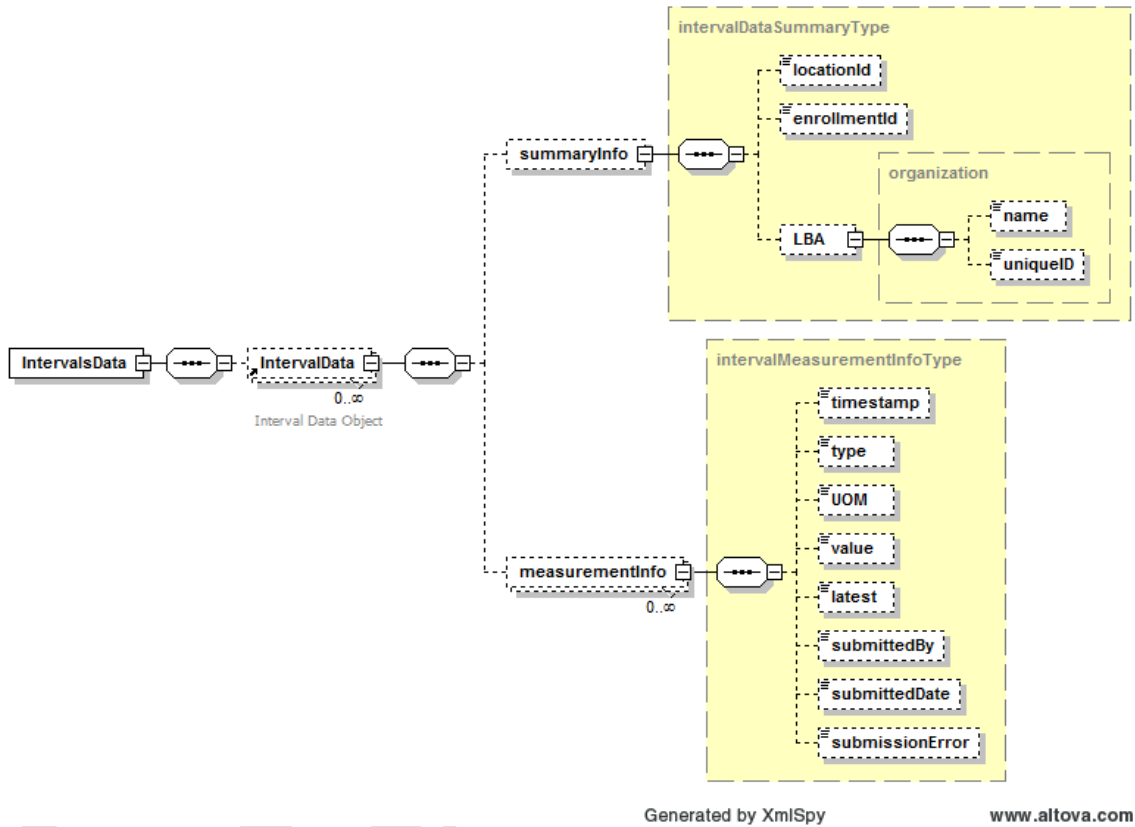 intervalDataSummaryType
locationId
enrollmentId
summaryInfo
organization
name
LBA
uniqueID
IntervalsData
IntervalData
0..∞
Interval Data Object
intervalMeasurementInfoType
timestamp
type
UOM
value
measurementInfo
0..∞
latest
submittedBy
submittedDate
submissionError
Generated by XmlSpy
www.altova.com